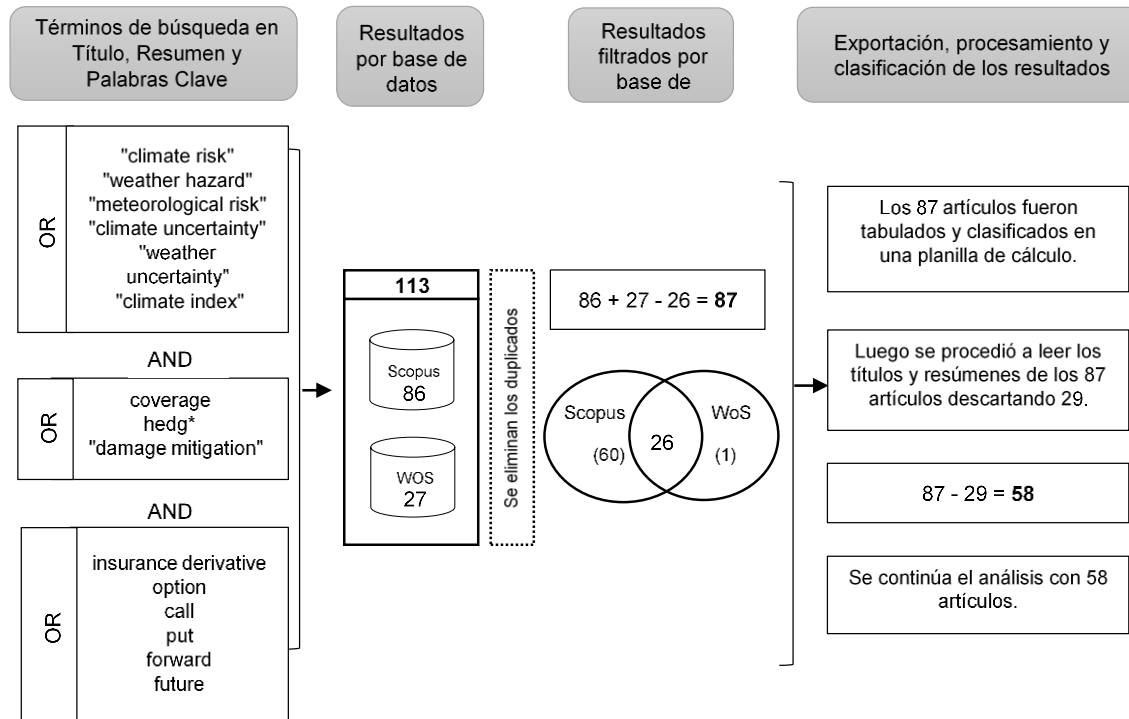 Términos de búsqueda en
Título, Resumen y
Palabras Clave
Resultados
por base de
datos
Resultados
filtrados por
base de
Exportación, procesamiento y
clasificación de los resultados
OR
"climate risk"
"weather hazard"
"meteorological risk"
"climate uncertainty"
"weather
uncertainty"
"climate index"
AND
OR
coverage
hedg*
"damage mitigation"
AND
OR
insurance derivative
option
call
put
forward
future
113
Scopus
86
WOS
27
Se eliminan los duplicados
86 + 27 - 26 = 87
Scopus
(60)
26
WoS
(1)
Los 87 artículos fueron
tabulados y clasificados en
una planilla de cálculo.
Luego se procedió a leer los
títulos y resúmenes de los 87
artículos descartando 29.
87 - 29 = 58
Se continúa el análisis con 58
artículos.